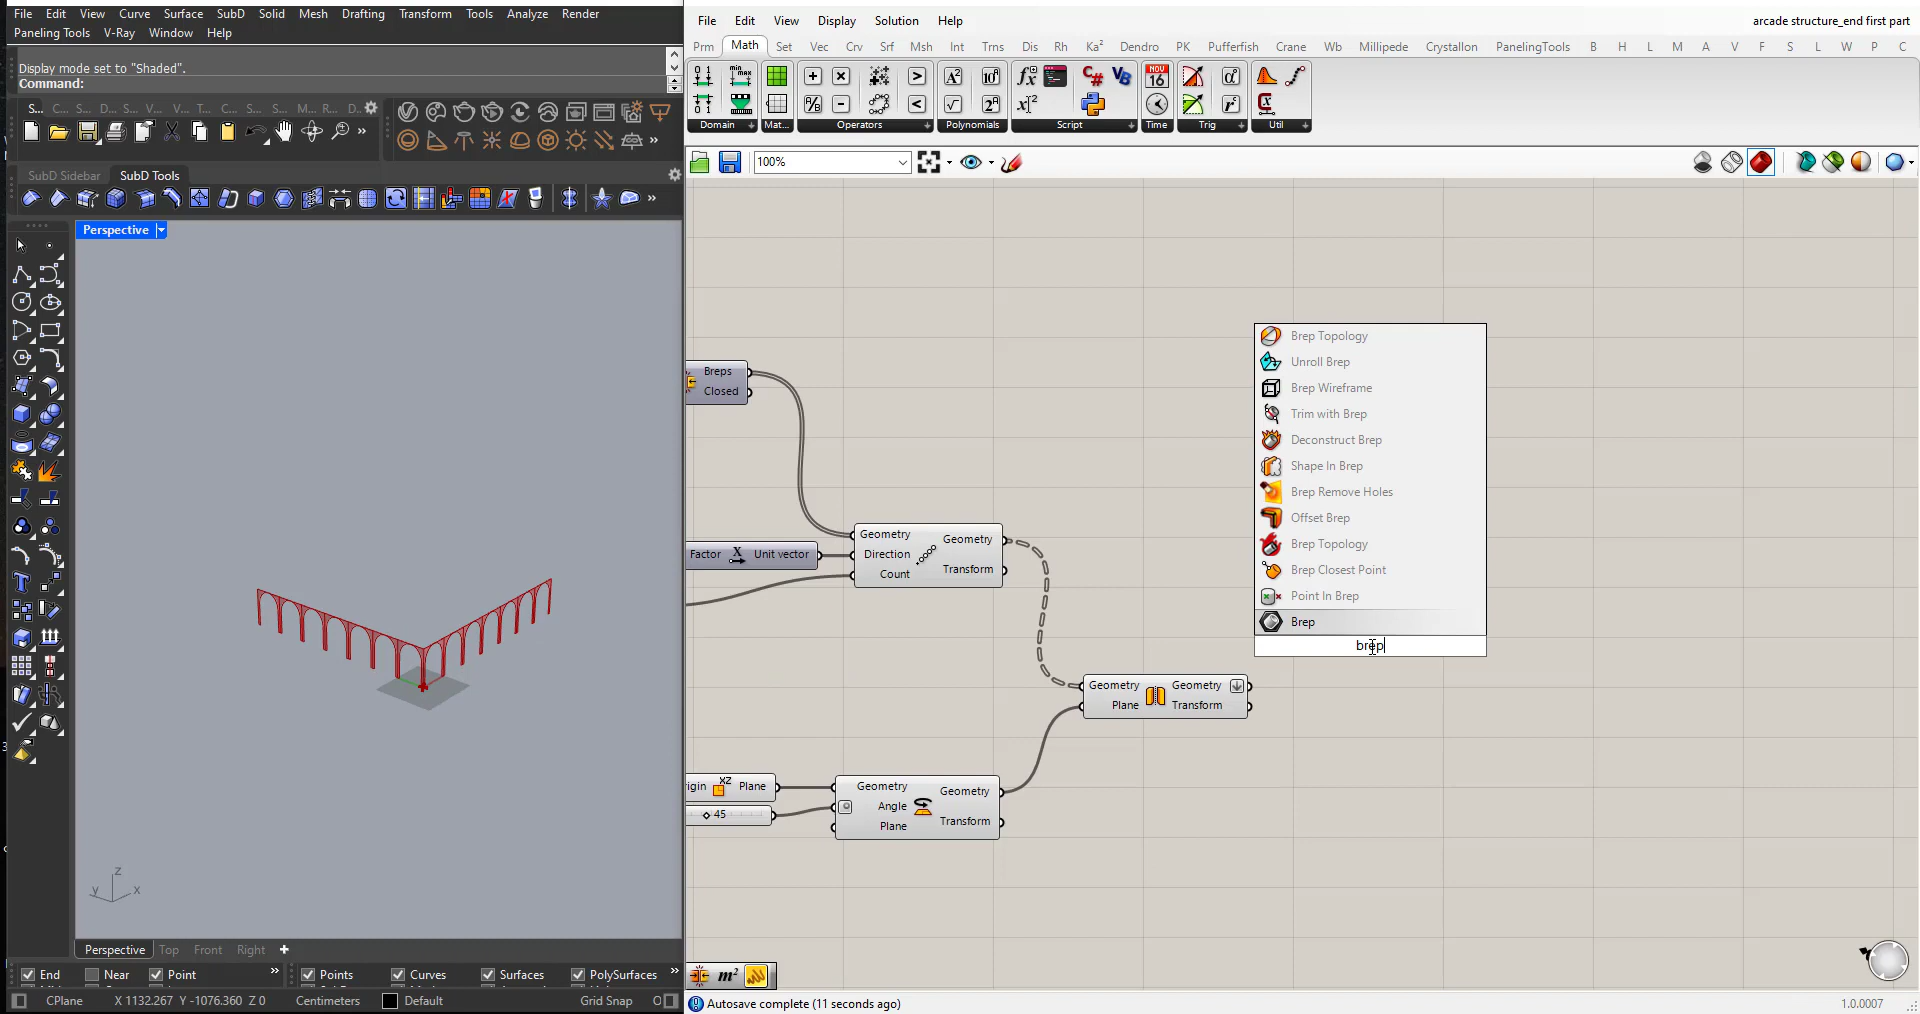 File Edit View Curve Surface SubD Solid Mesh Drafting Transform Tools Analyze Render
Paneling Tools V-Ray Window Help
Display mode set to "Shaded".
Command:
S... C... S... D... S... V... V... T... C... S... S... M... R... D...
SubD Sidebar SubD Tools
Perspective
z
y x
Perspective Top Front Right
End Near Point Points Curves Surfaces PolySurfaces
CPlane X 1132.267 Y -1076.360 Z 0 Centimeters Default Grid Snap O
File Edit View Display Solution Help
arcade structure_end first part
Prm Math Set Vec Crv Srf Msh Int Trns Dis Rh Ka² Dendro PK Pufferfish Crane Wb Millipede Crystallon PanelingTools B H L M A V F S L W P C
NOV 16
Domain Mat... Operators Polynomials Script Time Trig Util
100%
Breps
Closed
Factor X Unit vector
Geometry
Direction
Count
Geometry
Transform
Geometry
Plane
Geometry
Transform
rigin XZ Plane
45
Geometry
Angle
Plane
Geometry
Transform
Brep Topology
Unroll Brep
Brep Wireframe
Trim with Brep
Deconstruct Brep
Shape In Brep
Brep Remove Holes
Offset Brep
Brep Topology
Brep Closest Point
Point In Brep
Brep
brep
m²
Autosave complete (11 seconds ago)
1.0.0007